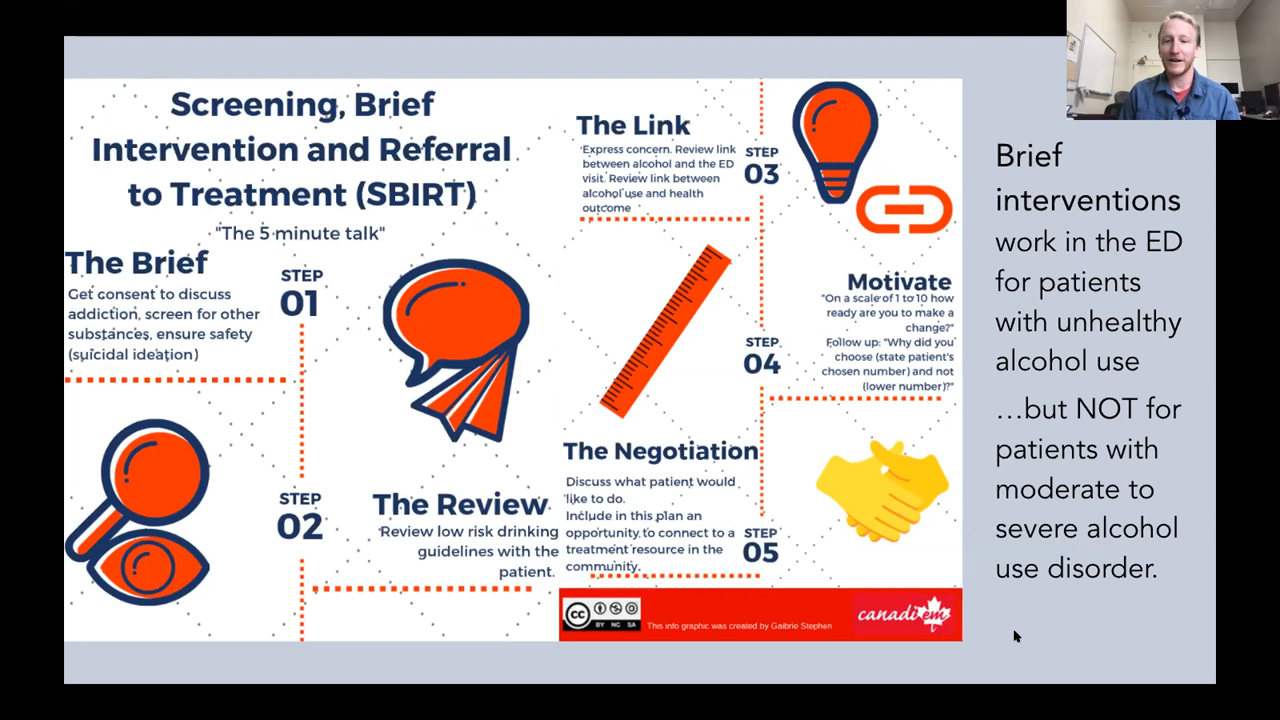 Screening, Brief
Intervention and Referral
to Treatment (SBIRT)
"The 5 minute talk"
The Brief
Get consent to discuss
addiction, screen for other
substances, ensure safety
(suicidal ideation)
STEP
01
STEP
02
The Review
Review low risk drinking
guidelines with the
patient.
The Link
Express concern. Review link
between alcohol and the ED
visit. Review link between
alcohol use and health
outcome
STEP
03
Motivate
"On a scale of 1 to 10 how
ready are you to make a
change?"
Follow up: "Why did you
choose (state patient's
chosen number) and not
(lower number)?"
STEP
04
The Negotiation
Discuss what patient would
like to do.
Include in this plan an
opportunity to connect to a
treatment resource in the
community.
STEP
05
cc
BY NC SA
This info graphic was created by Gaibrie Stephen
canadiem
Brief
interventions
work in the ED
for patients
with unhealthy
alcohol use
...but NOT for
patients with
moderate to
severe alcohol
use disorder.